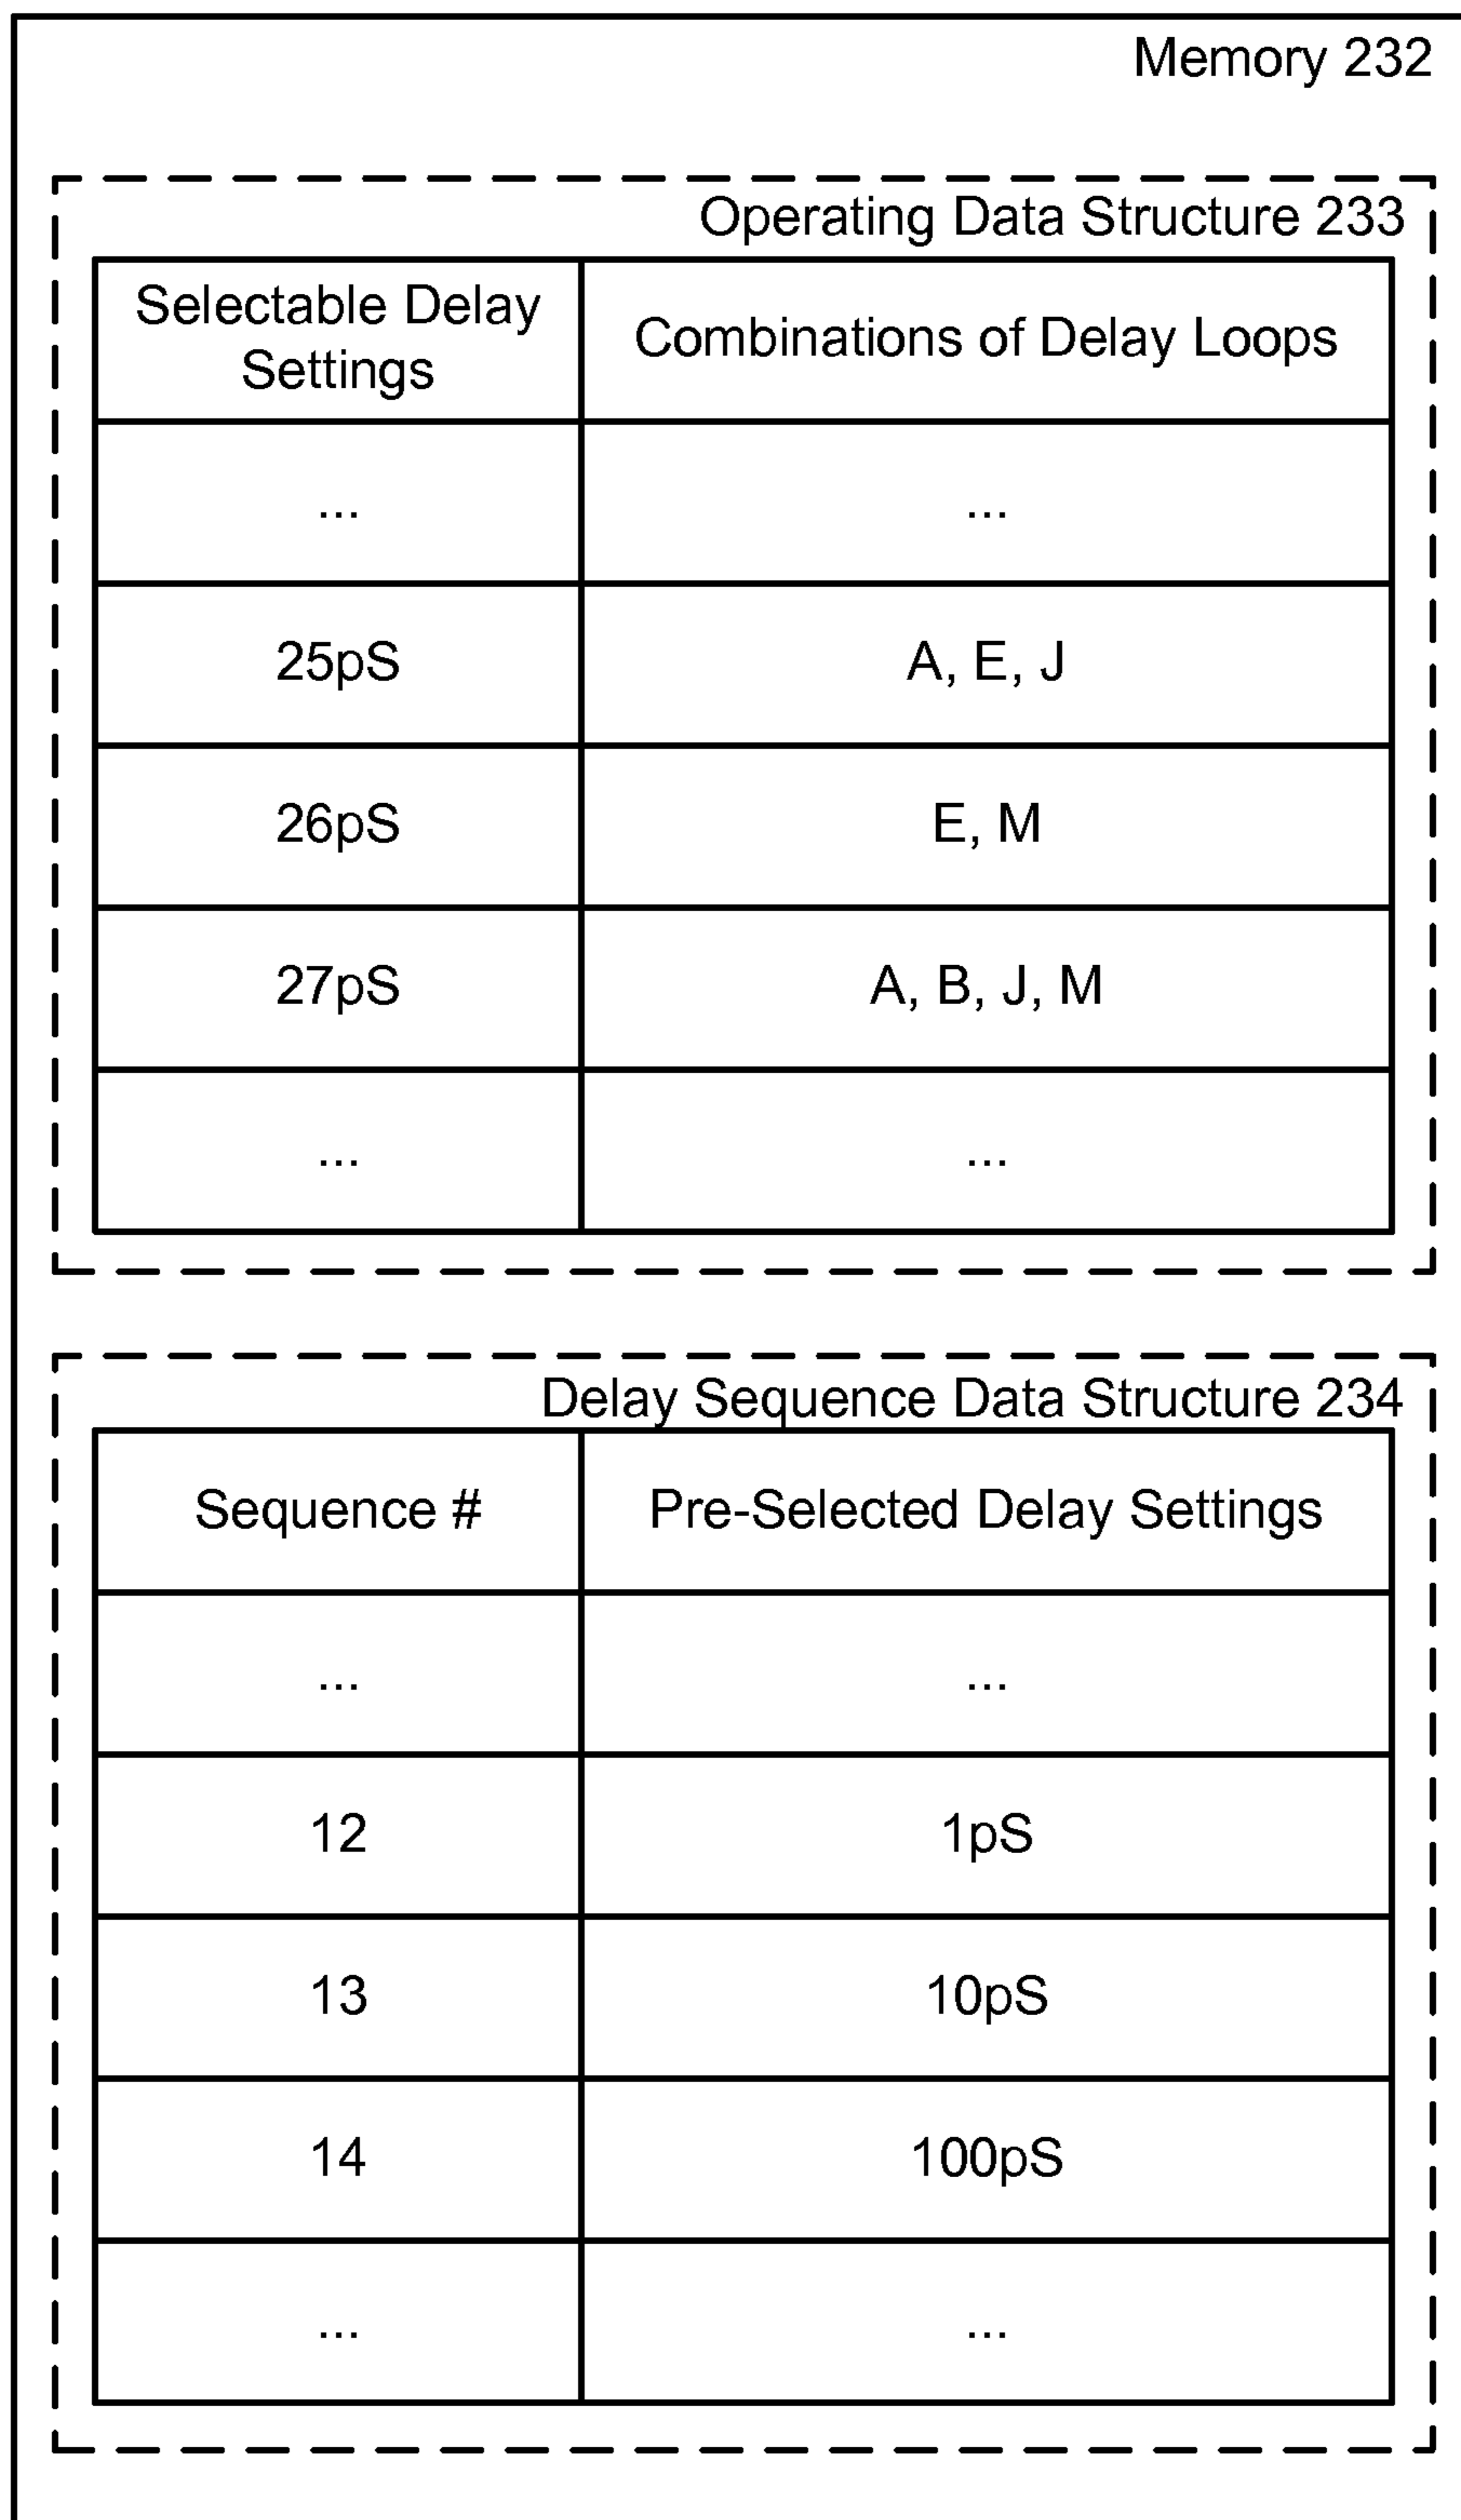 Memory 232
Operating Data Structure 233
Selectable Delay
Settings
Combinations of Delay Loops
... ...
25pS A, E, J
26pS E, M
27pS A, B, J, M
... ...
Delay Sequence Data Structure 234
Sequence # Pre-Selected Delay Settings
... ...
12 1pS
13 10pS
14 100pS
... ...